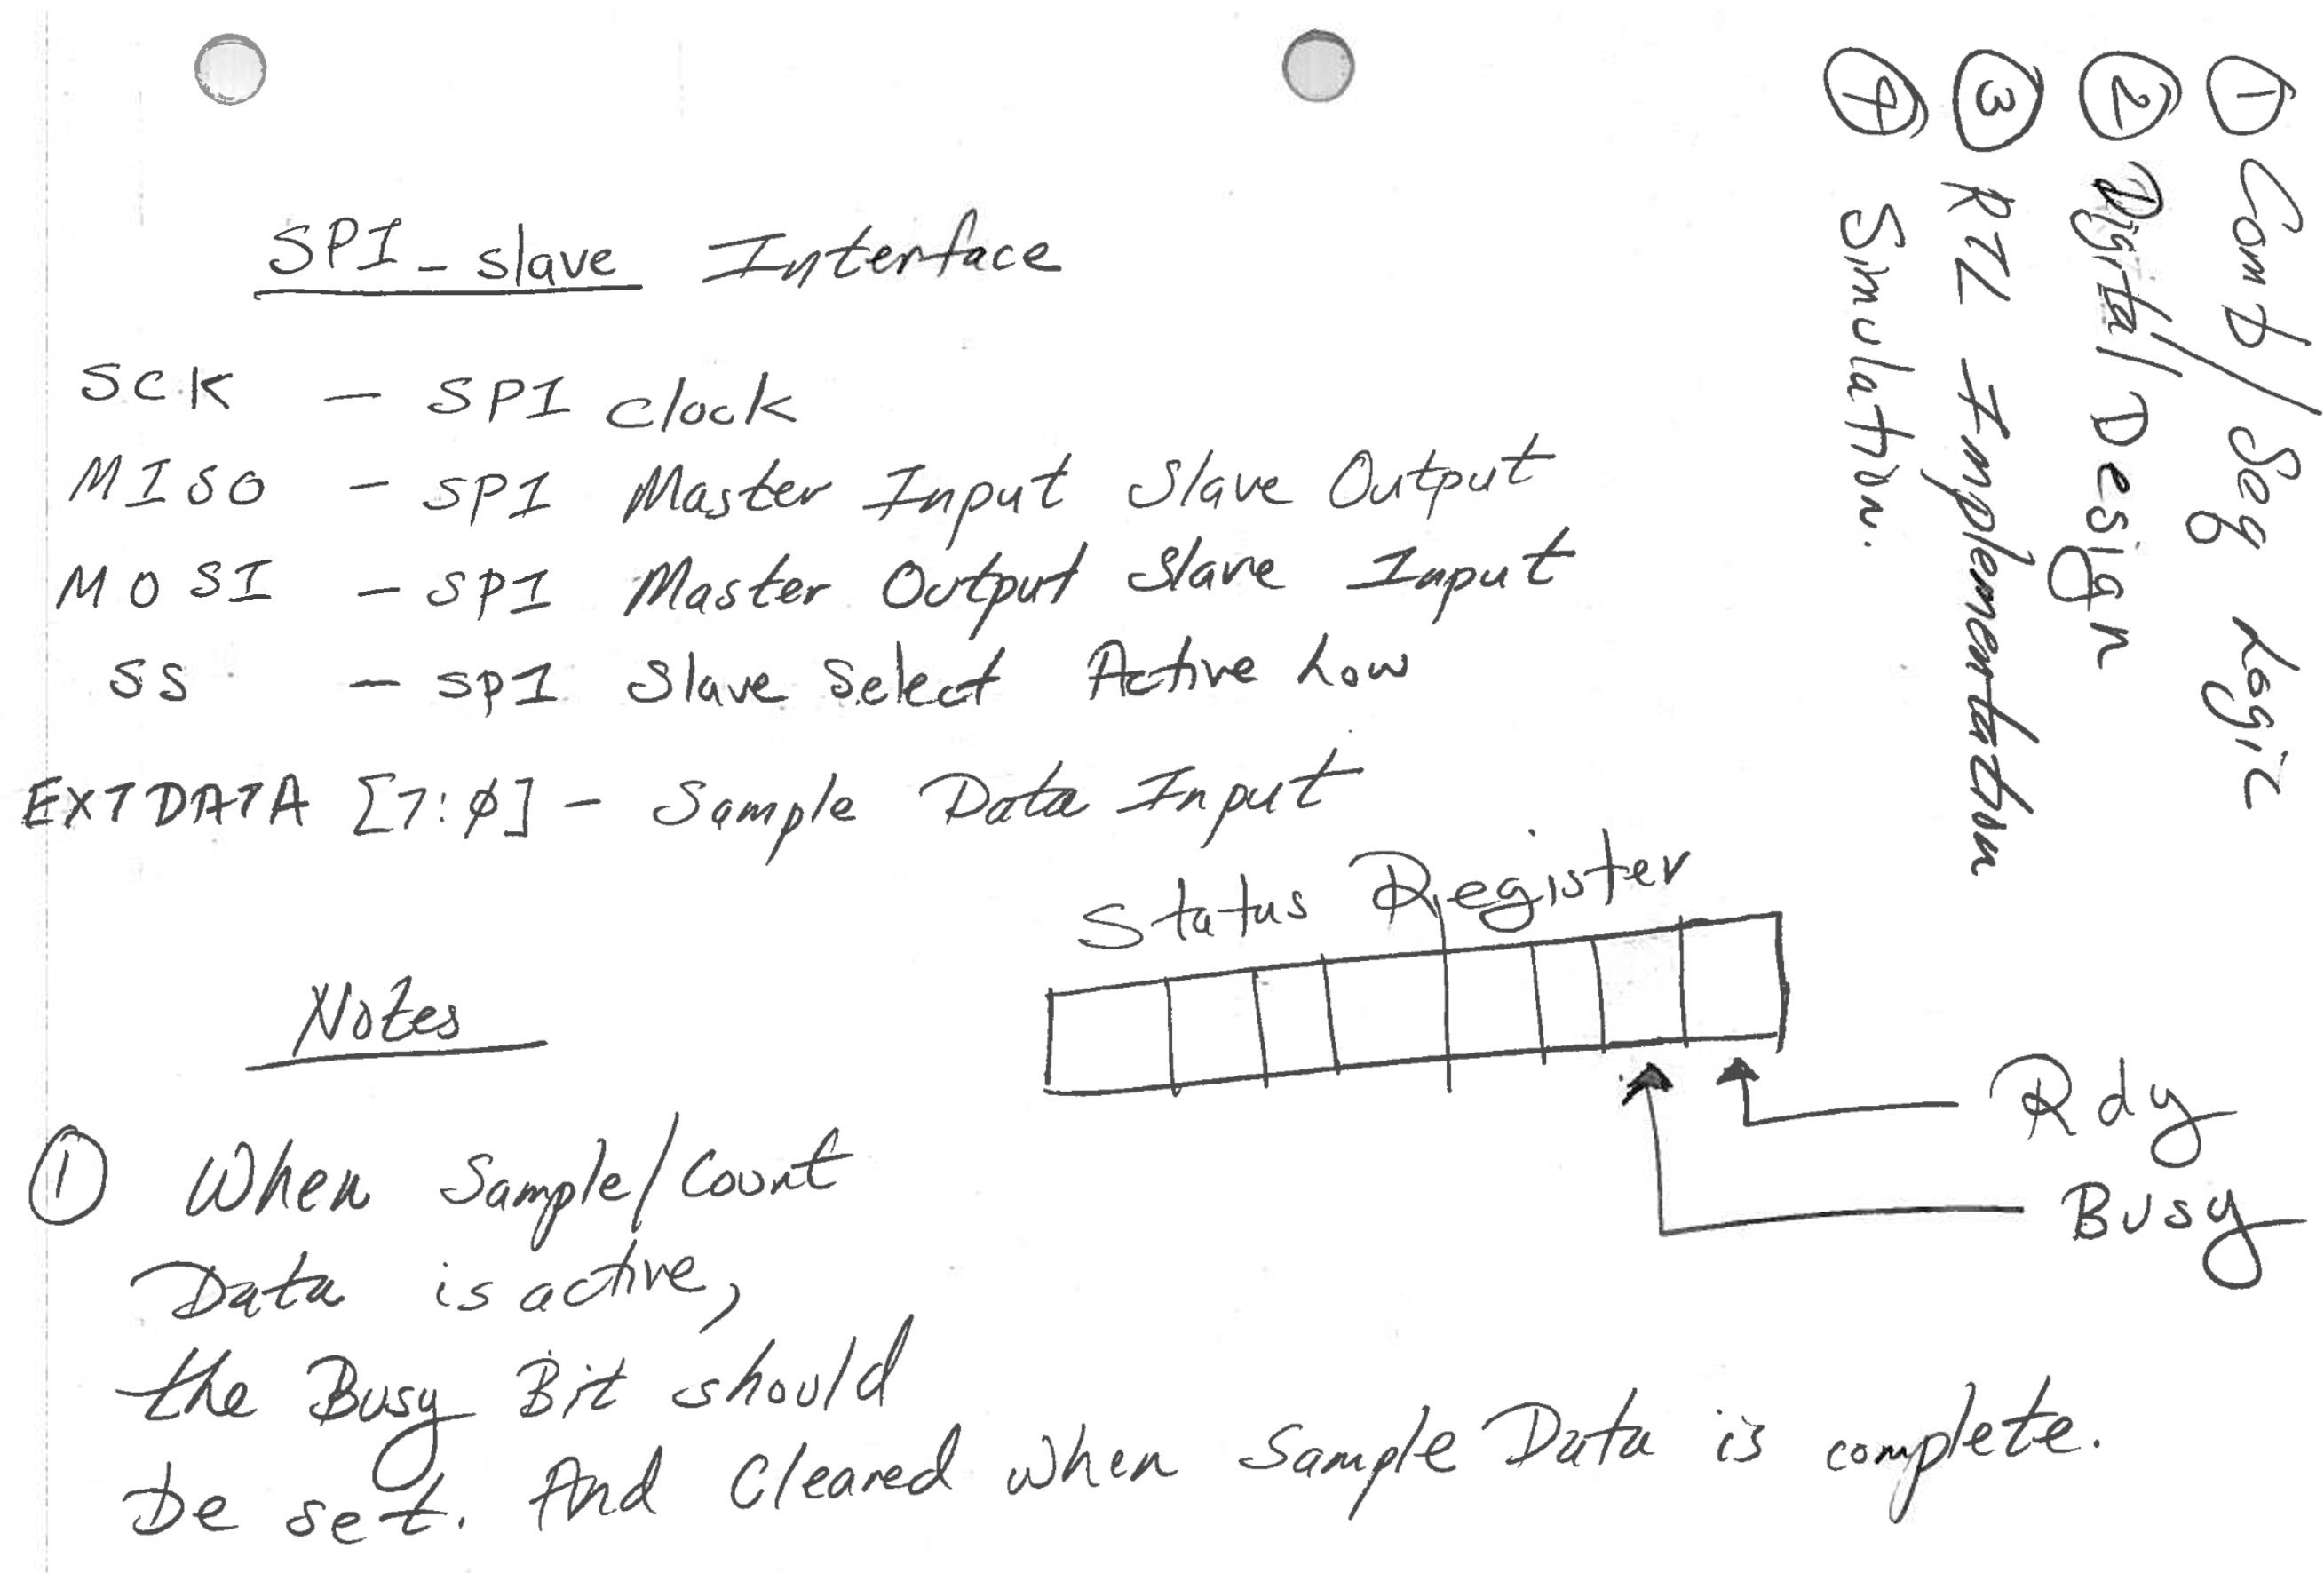 SPI_slave Interface
SCK — SPI clock
MISO — SPI Master Input Slave Output
MOSI — SPI Master Output Slave Input
SS — SPI Slave Select Active Low
EXTDATA [7:0] — Sample Data Input
Status Register
Rdy
Busy
Notes
① When Sample/Count
Data is active,
the Busy Bit should
be set. And Cleared when Sample Data is complete.
① Comb/Seq Logic
② Digital Design
③ RTL Implementation
④ Simulation.